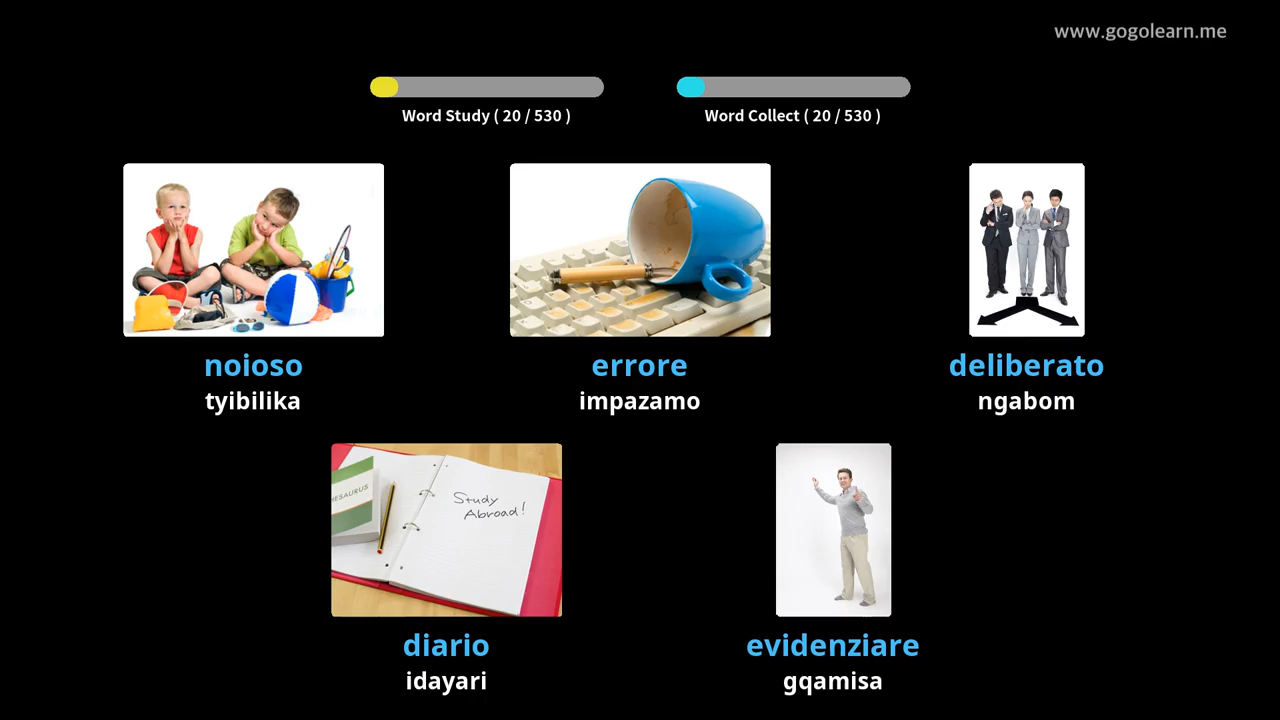 www.gogolearn.me
Word Study ( 20 / 530 )
Word Collect ( 20 / 530 )
noioso
tyibilika
errore
impazamo
deliberato
ngabom
HESAURUS
Study
Abroad!
diario
idayari
evidenziare
gqamisa